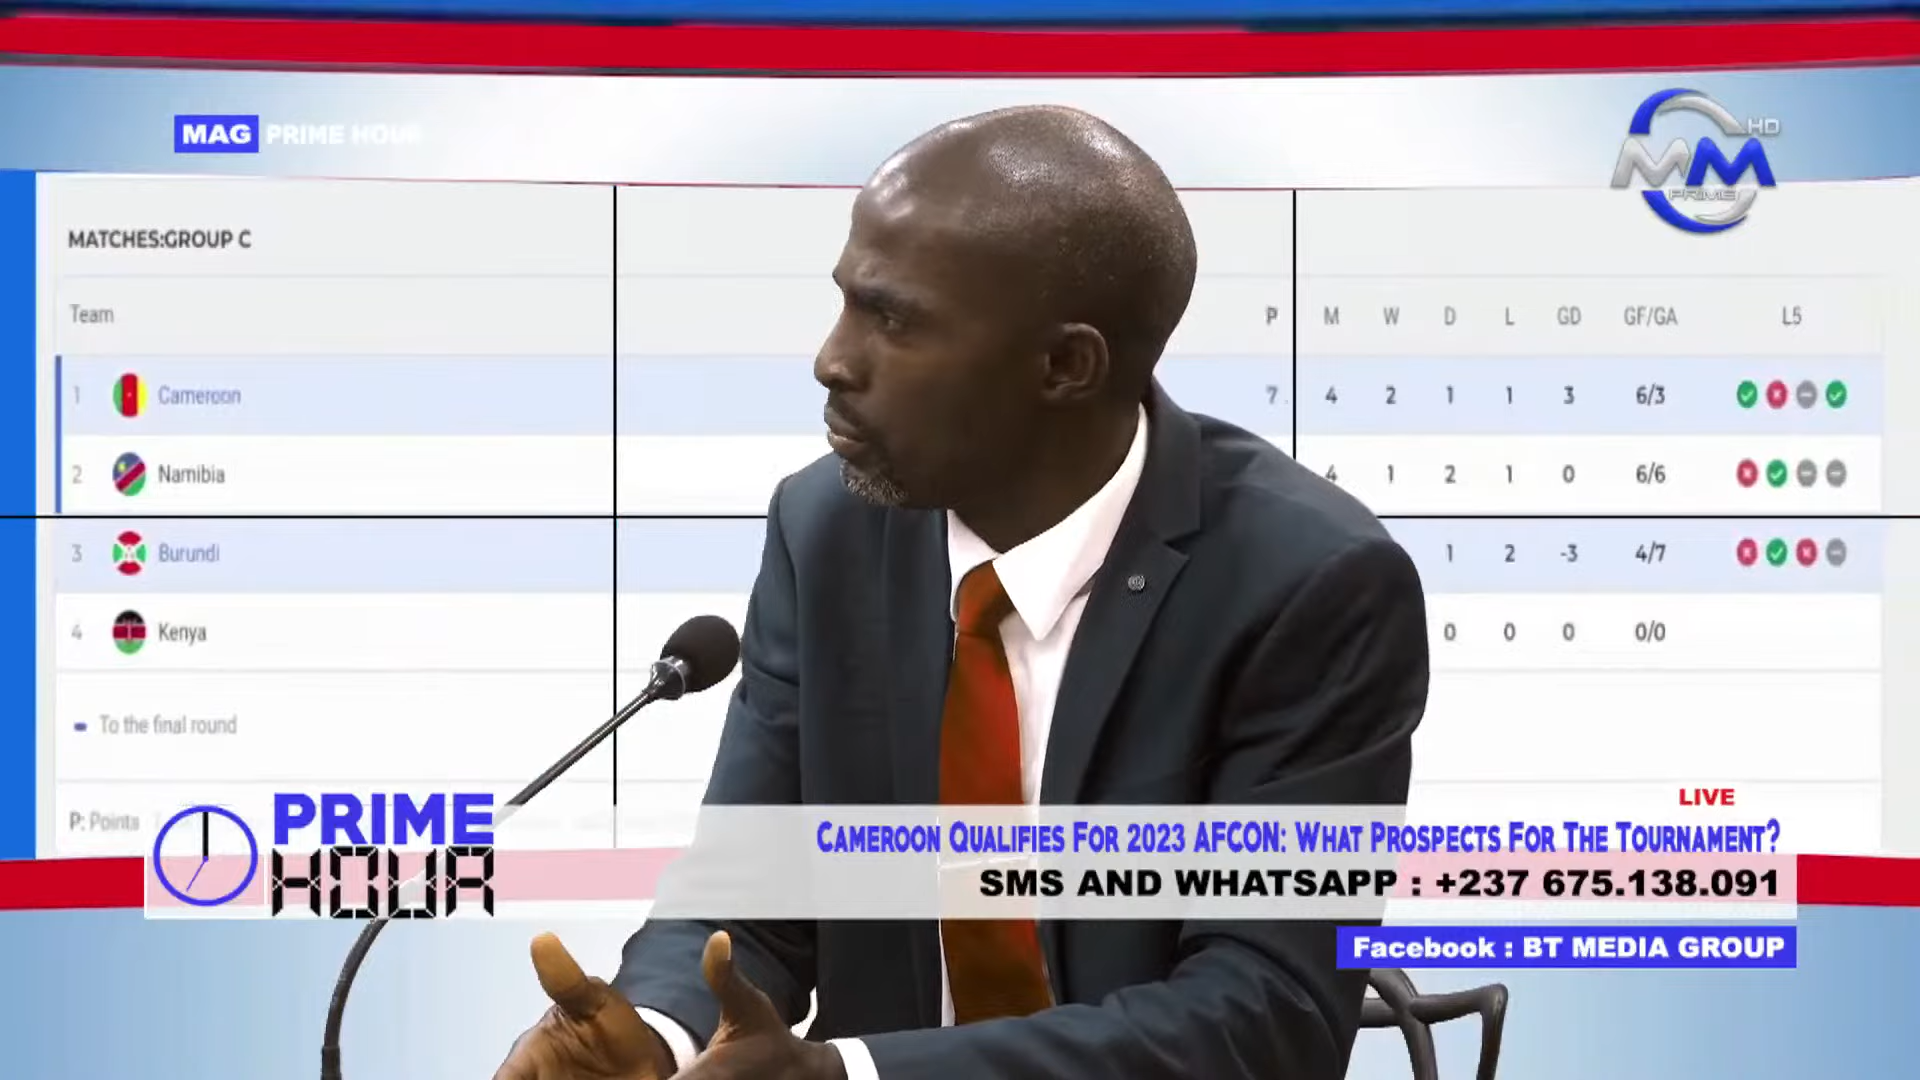 MAG PRIME HOUR
HD
MM
PRIME
MATCHES:GROUP C
Team P M W D L GD GF/GA L5
1 Cameroon 7 4 2 1 1 3 6/3
2 Namibia 4 1 2 1 0 6/6
3 Burundi 1 2 -3 4/7
4 Kenya 0 0 0 0/0
To the final round
P: Points
PRIME
HOUR
LIVE
CAMEROON QUALIFIES FOR 2023 AFCON: WHAT PROSPECTS FOR THE TOURNAMENT?
SMS AND WHATSAPP : +237 675.138.091
Facebook : BT MEDIA GROUP